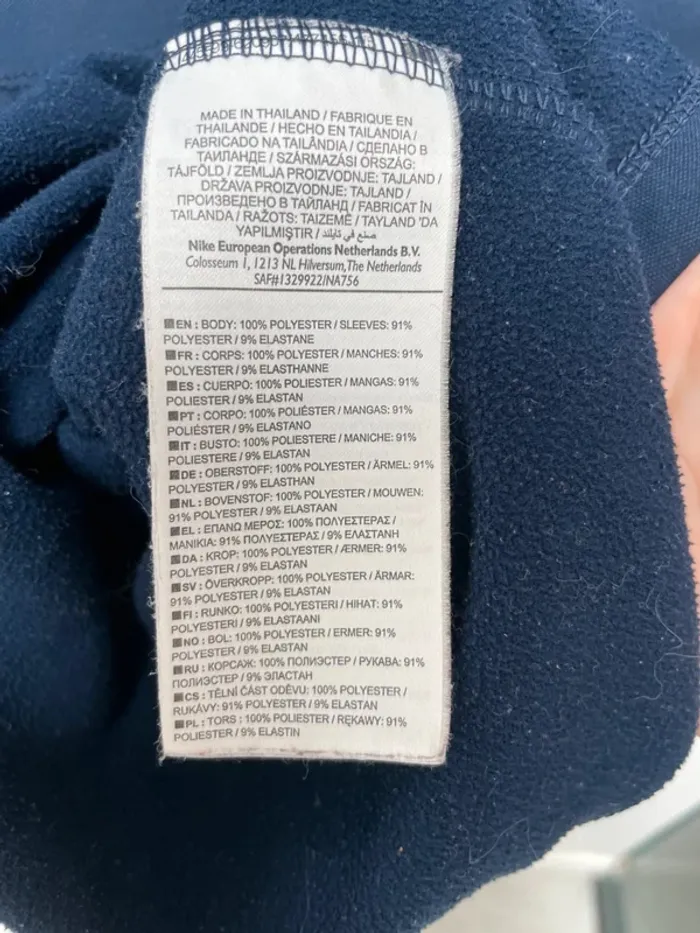 MADE IN THAILAND / FABRIQUE EN
THAILANDE / HECHO EN TAILANDIA /
FABRICADO NA TAILÂNDIA / СДЕЛАНО В
ТАИЛАНДЕ / SZÁRMAZÁSI ORSZÁG:
TÁJFÖLD / ZEMLJA PROIZVODNJE: TAJLAND /
DRŽAVA PROIZVODNJE: TAJLAND /
ПРОИЗВЕДЕНО В ТАЙЛАНД / FABRICAT ÎN
TAILANDA / RAŽOTS: TAIZEMĒ / TAYLAND 'DA
YAPILMIŞTIR / صنع في تايلند
Nike European Operations Netherlands B.V.
Colosseum 1, 1213 NL Hilversum,The Netherlands
SAF#1329922/NA756
EN : BODY: 100% POLYESTER / SLEEVES: 91%
POLYESTER / 9% ELASTANE
FR : CORPS: 100% POLYESTER / MANCHES: 91%
POLYESTER / 9% ELASTHANNE
ES : CUERPO: 100% POLIESTER / MANGAS: 91%
POLIESTER / 9% ELASTAN
PT : CORPO: 100% POLIÉSTER / MANGAS: 91%
POLIÉSTER / 9% ELASTANO
IT : BUSTO: 100% POLIESTERE / MANICHE: 91%
POLIESTERE / 9% ELASTAN
DE : OBERSTOFF: 100% POLYESTER / ÄRMEL: 91%
POLYESTER / 9% ELASTHAN
NL : BOVENSTOF: 100% POLYESTER / MOUWEN:
91% POLYESTER / 9% ELASTAAN
EL : ΕΠΑΝΩ ΜΕΡΟΣ: 100% ΠΟΛΥΕΣΤΕΡΑΣ /
ΜΑΝΙΚΙΑ: 91% ΠΟΛΥΕΣΤΕΡΑΣ / 9% ΕΛΑΣΤΑΝΗ
DA : KROP: 100% POLYESTER / ÆRMER: 91%
POLYESTER / 9% ELASTAN
SV : ÖVERKROPP: 100% POLYESTER / ÄRMAR:
91% POLYESTER / 9% ELASTAN
FI : RUNKO: 100% POLYESTERI / HIHAT: 91%
POLYESTERI / 9% ELASTAANI
NO : BOL: 100% POLYESTER / ERMER: 91%
POLYESTER / 9% ELASTAN
RU : КОРСАЖ: 100% ПОЛИЭСТЕР / РУКАВА: 91%
ПОЛИЭСТЕР / 9% ЭЛАСТАН
CS : TĚLNÍ ČÁST ODĚVU: 100% POLYESTER /
RUKÁVY: 91% POLYESTER / 9% ELASTAN
PL : TORS : 100% POLIESTER / RĘKAWY: 91%
POLIESTER / 9% ELASTIN